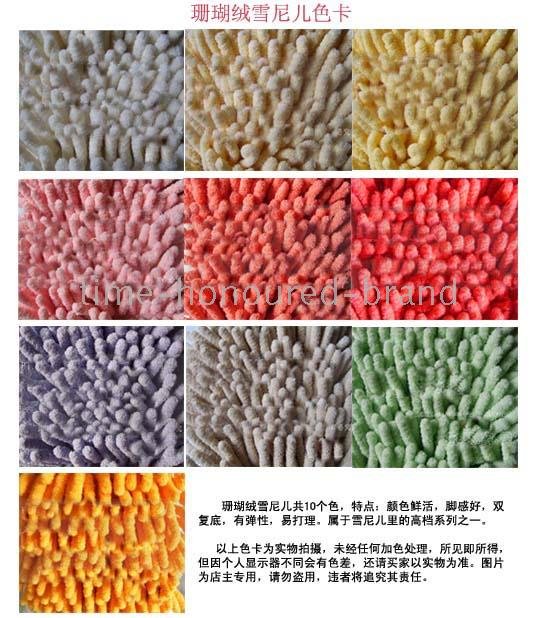 珊瑚绒雪尼儿色卡
time-honoured-brand
珊瑚绒雪尼儿共10个色，特点：颜色鲜活，脚感好，双
复底，有弹性，易打理。属于雪尼儿里的高档系列之一。
以上色卡为实物拍摄，未经任何加色处理，所见即所得，
但因个人显示器不同会有色差，还请买家以实物为准。图片
为店主专用，请勿盗用，违者将追究其责任。